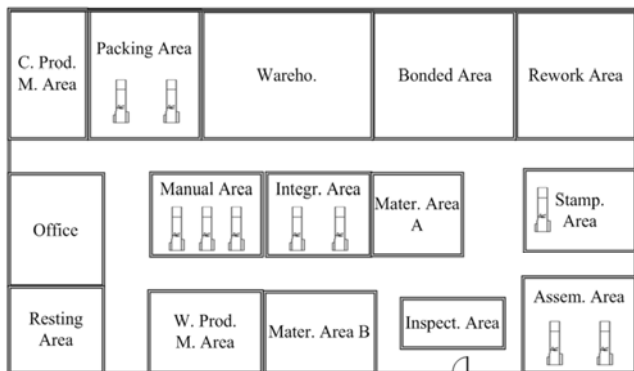 C. Prod.
M. Area
Packing Area
Wareho.
Bonded Area
Rework Area
Office
Manual Area
Integr. Area
Mater. Area
A
Stamp.
Area
Resting
Area
W. Prod.
M. Area
Mater. Area B
Inspect. Area
Assem. Area